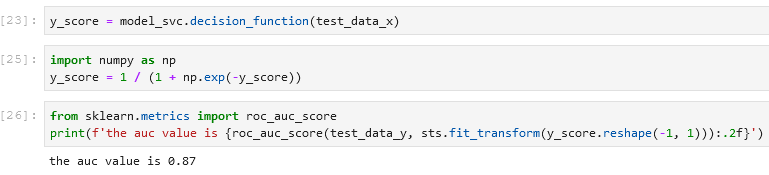 [23]: y_score = model_svc.decision_function(test_data_x)
[25]: import numpy as np
y_score = 1 / (1 + np.exp(-y_score))
[26]: from sklearn.metrics import roc_auc_score
print(f'the auc value is {roc_auc_score(test_data_y, sts.fit_transform(y_score.reshape(-1, 1))):.2f}')
the auc value is 0.87